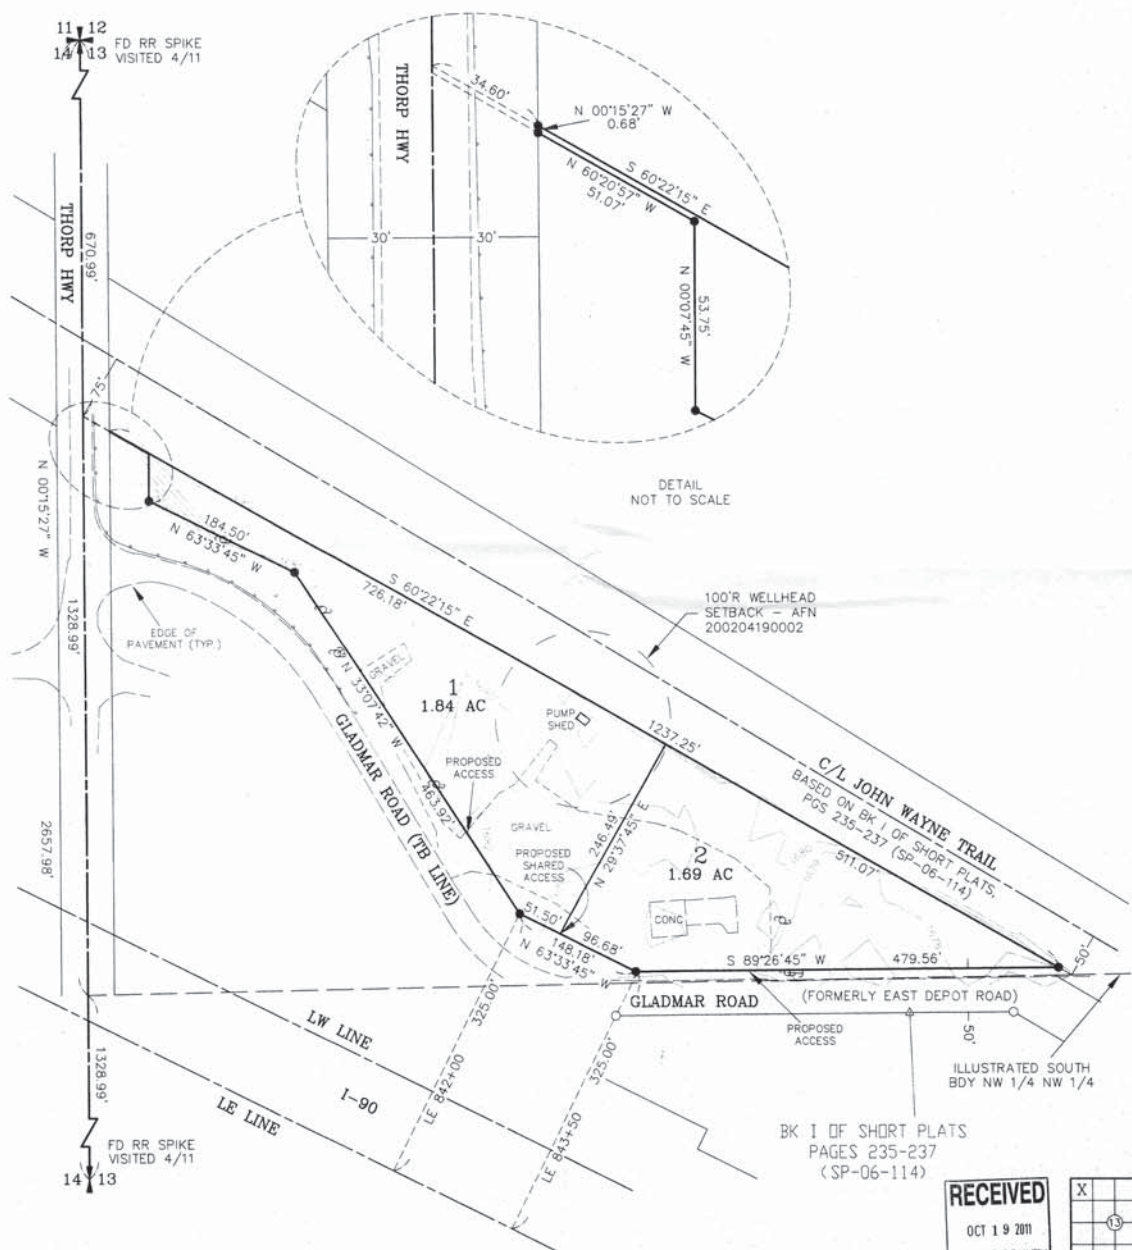 11 12
14 13
FD RR SPIKE
VISITED 4/11
THORP HWY
34.60'
N 00°15'27" W
0.68'
S 60°22'15" E
N 60°20'57" W
51.07'
30'
30'
53.75'
N 00°07'45" W
DETAIL
NOT TO SCALE
THORP HWY
670.99'
75'
N 00°15'27" W
1328.99'
2657.98'
1328.99'
184.50'
N 63°33'45" W
EDGE OF
PAVEMENT (TYP.)
S 60°22'15" E
726.18'
100'R WELLHEAD
SETBACK – AFN
200204190002
GRAVEL
N 33°07'42" W
463.92'
1
1.84 AC
PUMP
SHED
1237.25'
PROPOSED
ACCESS
GLADMAR ROAD (TB LINE)
C/L JOHN WAYNE TRAIL
BASED ON BK I OF SHORT PLATS,
PGS 235-237 (SP-06-114)
511.07'
GRAVEL
PROPOSED
SHARED
ACCESS
246.49'
N 29°37'45" E
2
1.69 AC
CONC
51.50'
96.68'
148.18'
N 63°33'45" W
S 89°26'45" W
479.56'
50'
W
GLADMAR ROAD
(FORMERLY EAST DEPOT ROAD)
PROPOSED
ACCESS
50'
ILLUSTRATED SOUTH
BDY NW 1/4 NW 1/4
325.00'
LE 842+00
325.00'
LE 843+50
LW LINE
I-90
LE LINE
BK I OF SHORT PLATS
PAGES 235-237
(SP-06-114)
FD RR SPIKE
VISITED 4/11
14 13
RECEIVED
OCT 19 2011
X
13